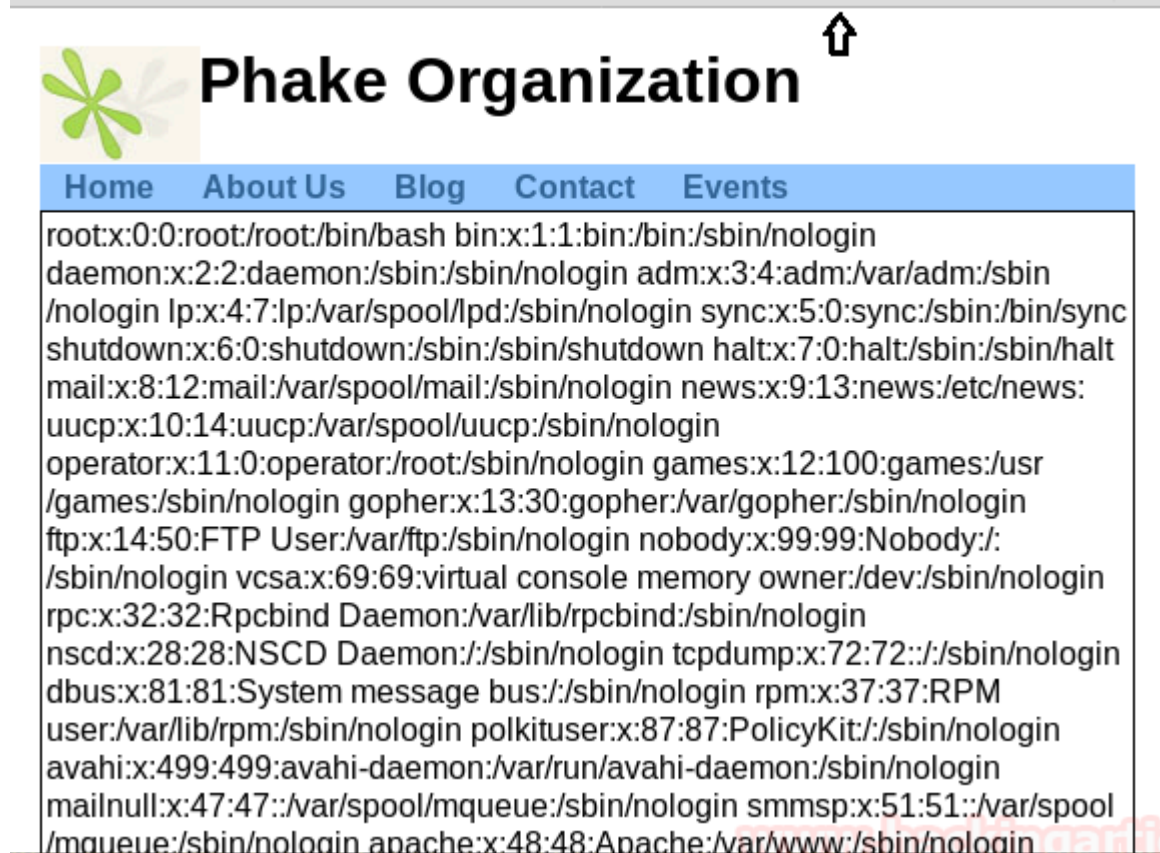 Phake Organization
Home About Us Blog Contact Events
root:x:0:0:root:/root:/bin/bash bin:x:1:1:bin:/bin:/sbin/nologin
daemon:x:2:2:daemon:/sbin:/sbin/nologin adm:x:3:4:adm:/var/adm:/sbin
/nologin lp:x:4:7:lp:/var/spool/lpd:/sbin/nologin sync:x:5:0:sync:/sbin:/bin/sync
shutdown:x:6:0:shutdown:/sbin:/sbin/shutdown halt:x:7:0:halt:/sbin:/sbin/halt
mail:x:8:12:mail:/var/spool/mail:/sbin/nologin news:x:9:13:news:/etc/news:
uucp:x:10:14:uucp:/var/spool/uucp:/sbin/nologin
operator:x:11:0:operator:/root:/sbin/nologin games:x:12:100:games:/usr
/games:/sbin/nologin gopher:x:13:30:gopher:/var/gopher:/sbin/nologin
ftp:x:14:50:FTP User:/var/ftp:/sbin/nologin nobody:x:99:99:Nobody:/:
/sbin/nologin vcsa:x:69:69:virtual console memory owner:/dev:/sbin/nologin
rpc:x:32:32:Rpcbind Daemon:/var/lib/rpcbind:/sbin/nologin
nscd:x:28:28:NSCD Daemon:/:/sbin/nologin tcpdump:x:72:72::/:/sbin/nologin
dbus:x:81:81:System message bus:/:/sbin/nologin rpm:x:37:37:RPM
user:/var/lib/rpm:/sbin/nologin polkituser:x:87:87:PolicyKit:/:/sbin/nologin
avahi:x:499:499:avahi-daemon:/var/run/avahi-daemon:/sbin/nologin
mailnull:x:47:47::/var/spool/mqueue:/sbin/nologin smmsp:x:51:51::/var/spool
/mqueue:/sbin/nologin apache:x:48:48:Apache:/var/www:/sbin/nologin